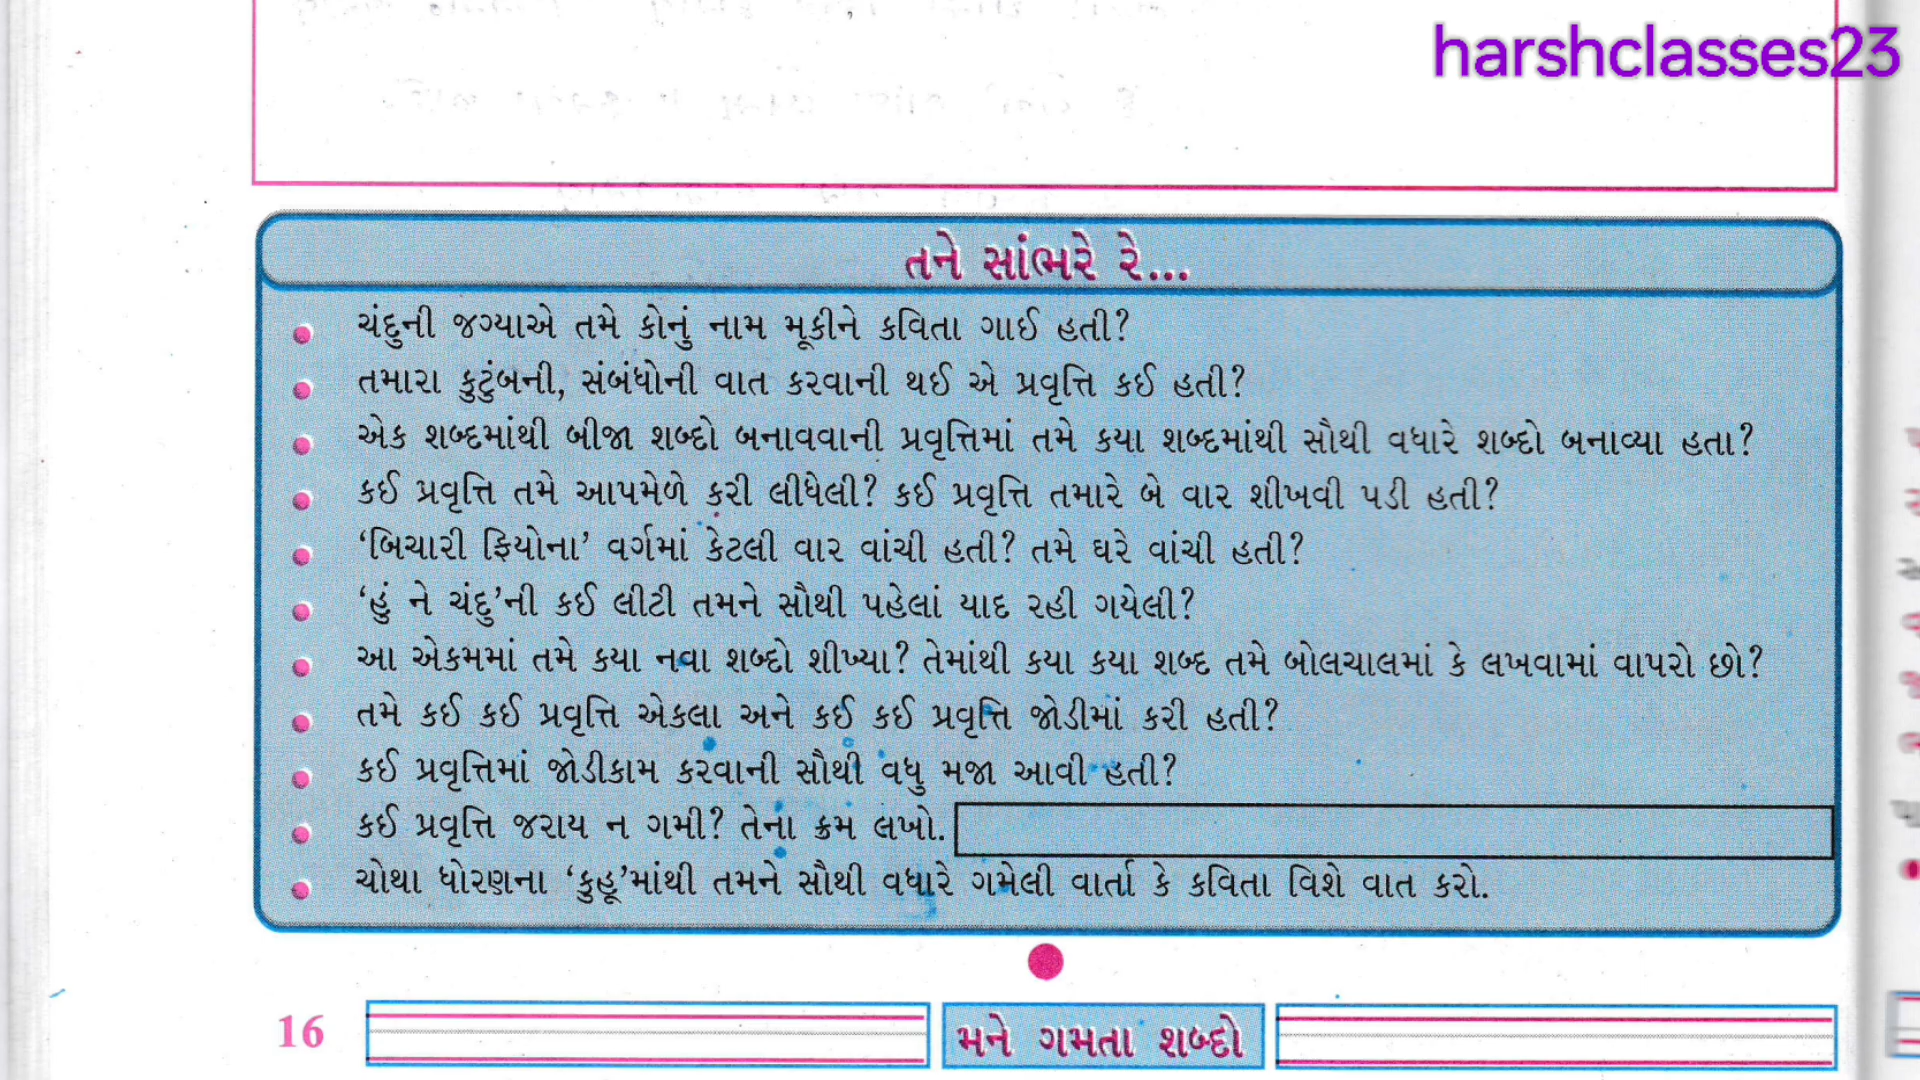 harshclasses23
તને સાંભરે રે...
ચંદુની જગ્યાએ તમે કોનું નામ મૂકીને કવિતા ગાઈ હતી?
તમારા કુટુંબની, સંબંધોની વાત કરવાની થઈ એ પ્રવૃત્તિ કઈ હતી?
એક શબ્દમાંથી બીજા શબ્દો બનાવવાની પ્રવૃત્તિમાં તમે કયા શબ્દમાંથી સૌથી વધારે શબ્દો બનાવ્યા હતા?
કઈ પ્રવૃત્તિ તમે આપમેળે કરી લીધેલી? કઈ પ્રવૃત્તિ તમારે બે વાર શીખવી પડી હતી?
‘બિચારી ફિયોના’ વર્ગમાં કેટલી વાર વાંચી હતી? તમે ઘરે વાંચી હતી?
‘હું ને ચંદુ’ની કઈ લીટી તમને સૌથી પહેલાં યાદ રહી ગયેલી?
આ એકમમાં તમે કયા નવા શબ્દો શીખ્યા? તેમાંથી કયા કયા શબ્દ તમે બોલચાલમાં કે લખવામાં વાપરો છો?
તમે કઈ કઈ પ્રવૃત્તિ એકલા અને કઈ કઈ પ્રવૃત્તિ જોડીમાં કરી હતી?
કઈ પ્રવૃત્તિમાં જોડીકામ કરવાની સૌથી વધુ મજા આવી હતી?
કઈ પ્રવૃત્તિ જરાય ન ગમી? તેના ક્રમ લખો.
ચોથા ધોરણના ‘કુહૂ’માંથી તમને સૌથી વધારે ગમેલી વાર્તા કે કવિતા વિશે વાત કરો.
16
મને ગમતા શબ્દો